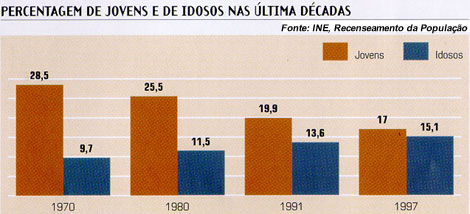 PERCENTAGEM DE JOVENS E DE IDOSOS NAS ÚLTIMA DÉCADAS
Fonte: INE, Recenseamento da População
Jovens Idosos
28,5 9,7 25,5 11,5 19,9 13,6 17 15,1
1970 1980 1991 1997